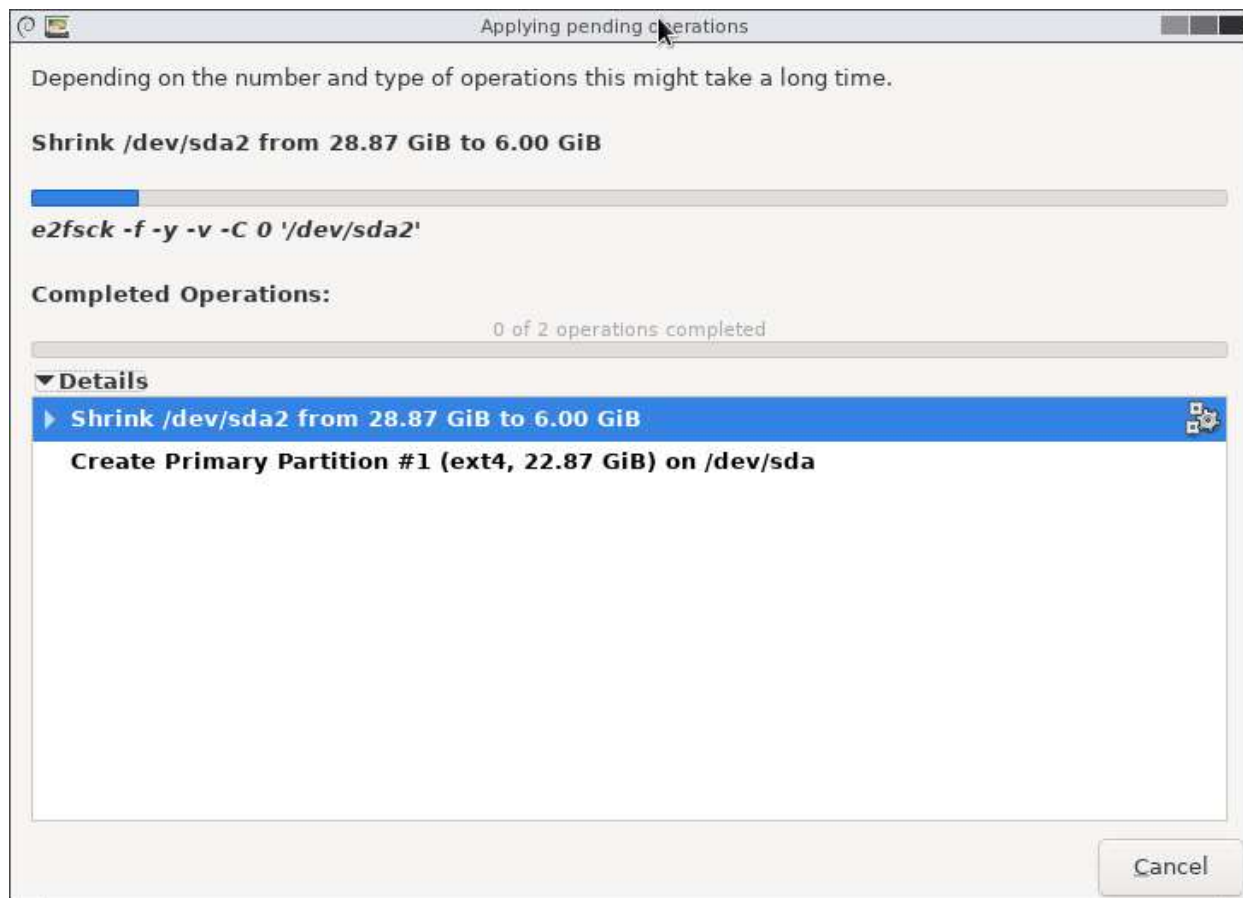 Applying pending operations
Depending on the number and type of operations this might take a long time.
Shrink /dev/sda2 from 28.87 GiB to 6.00 GiB
e2fsck -f -y -v -C 0 '/dev/sda2'
Completed Operations:
0 of 2 operations completed
Details
Shrink /dev/sda2 from 28.87 GiB to 6.00 GiB
Create Primary Partition #1 (ext4, 22.87 GiB) on /dev/sda
Cancel